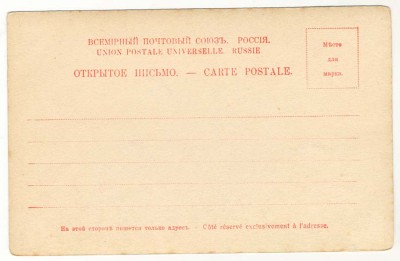 ВСЕМІРНЫЙ ПОЧТОВЫЙ СОЮЗЪ. РОССІЯ.
UNION POSTALE UNIVERSELLE. RUSSIE
ОТКРЫТОЕ ПИСЬМО. — CARTE POSTALE.
Мѣсто
для
марки.
На этой сторонѣ пишется только адресъ. - Côté réservé exclusivement à l'adresse.